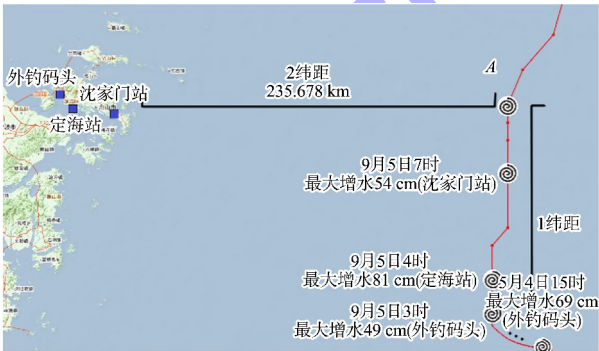 外钓码头
沈家门站
定海站
2纬距
235.678 km
A
9月5日7时
最大增水54 cm(沈家门站)
1纬距
9月5日4时
最大增水81 cm(定海站)
5月4日15时
最大增水69 cm
(外钓码头)
9月5日3时
最大增水49 cm(外钓码头)